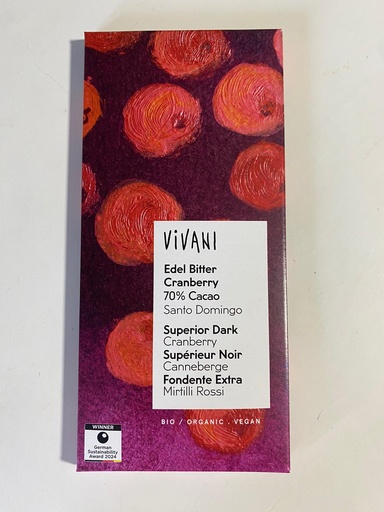 ViVANI
Edel Bitter
Cranberry
70% Cacao
Santo Domingo
Superior Dark
Cranberry
Supérieur Noir
Canneberge
Fondente Extra
Mirtilli Rossi
BIO / ORGANIC . VEGAN
WINNER
German
Sustainability
Award 2024